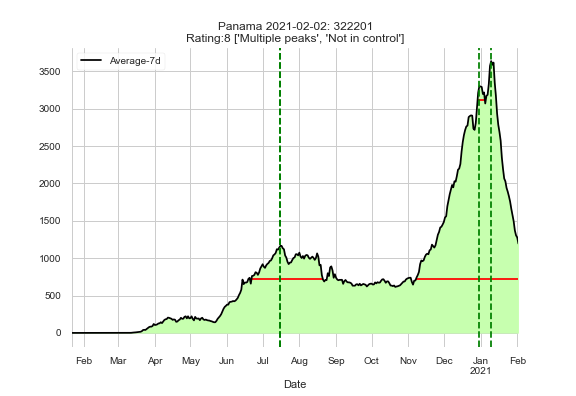 Panama 2021-02-02: 322201
Rating:8 ['Multiple peaks', 'Not in control']
Average-7d
3500
3000
2500
2000
1500
1000
500
0
Feb Mar Apr May Jun Jul Aug Sep Oct Nov Dec Jan Feb
2021
Date